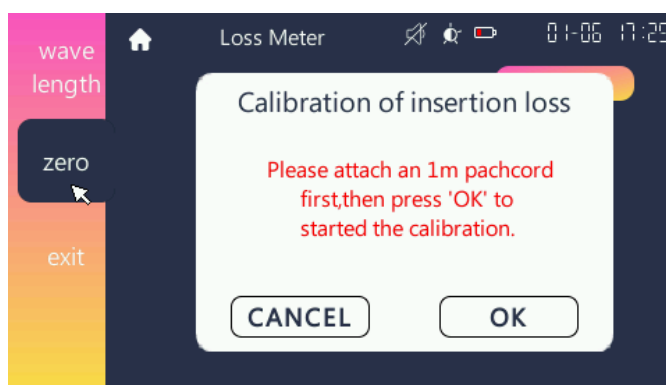 wave
length
zero
exit
Loss Meter
01-06 17:25
Calibration of insertion loss
Please attach an 1m pachcord
first,then press 'OK' to
started the calibration.
CANCEL
OK